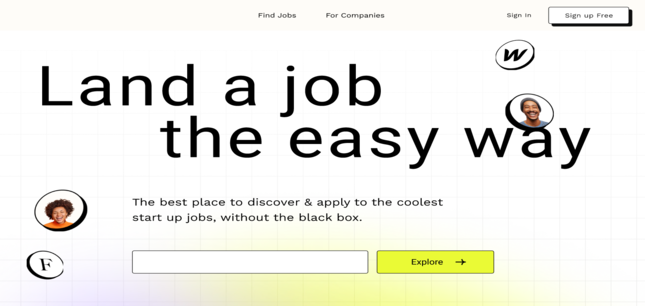 Find Jobs
For Companies
Sign In
Sign up Free
W
Land a job
the easy way
The best place to discover & apply to the coolest
start up jobs, without the black box.
F
Explore